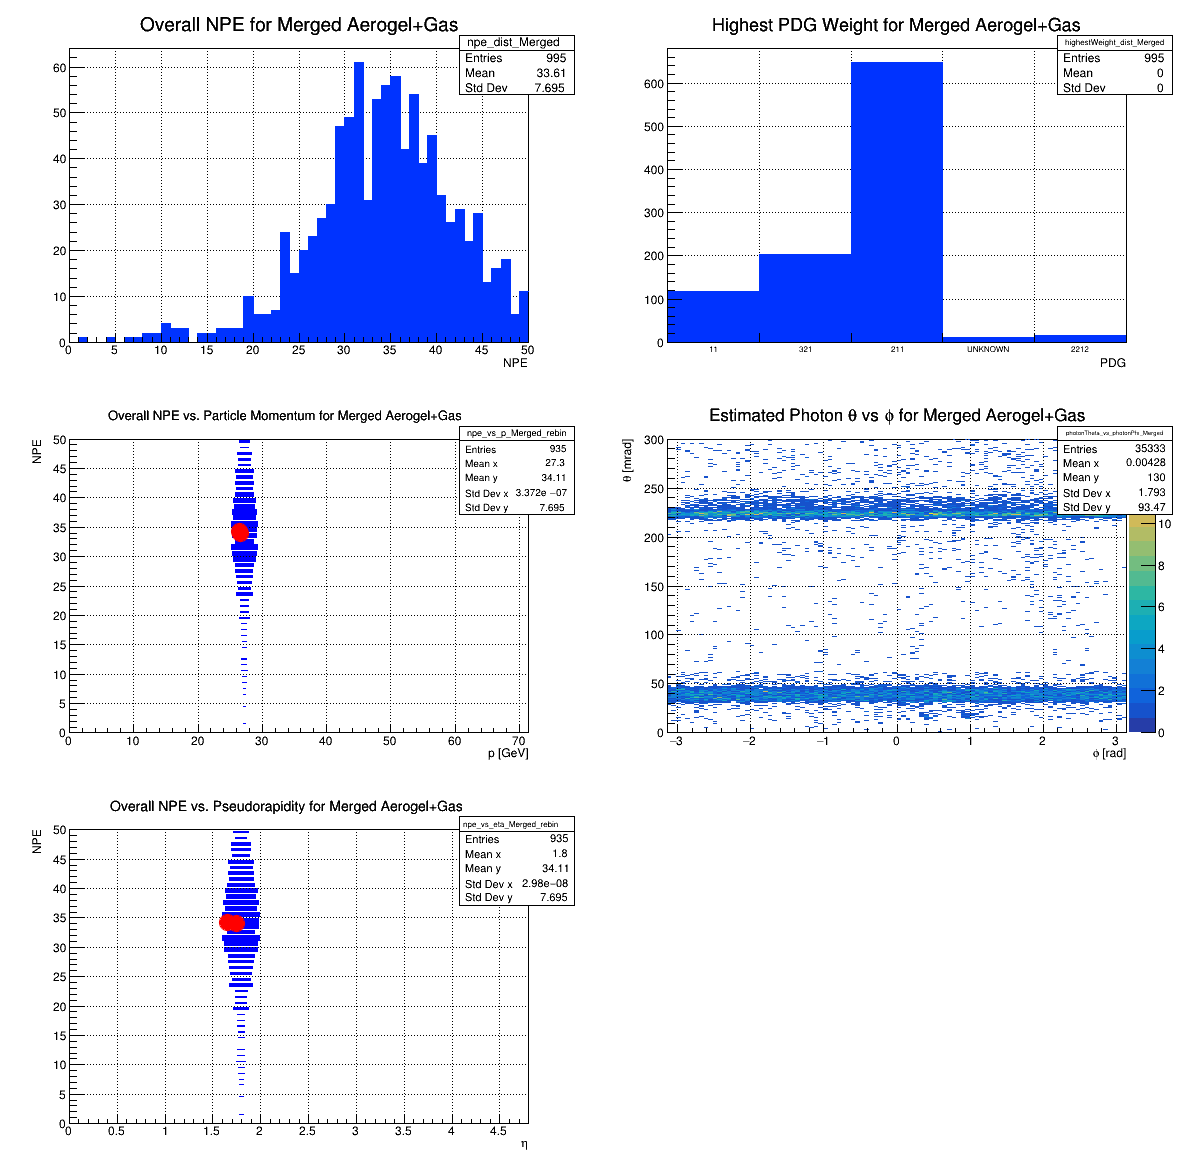 Overall NPE for Merged Aerogel+Gas
npe_dist_Merged
Entries 995
Mean 33.61
Std Dev 7.695
60
50
40
30
20
10
0
0 5 10 15 20 25 30 35 40 45 50
NPE
Highest PDG Weight for Merged Aerogel+Gas
highestWeight_dist_Merged
Entries 995
Mean 0
Std Dev 0
600
500
400
300
200
100
0
11 321 211 UNKNOWN 2212
PDG
Overall NPE vs. Particle Momentum for Merged Aerogel+Gas
npe_vs_p_Merged_rebin
Entries 935
Mean x 27.3
Mean y 34.11
Std Dev x 3.372e −07
Std Dev y 7.695
NPE
50
45
40
35
30
25
20
15
10
5
0
0 10 20 30 40 50 60 70
p [GeV]
Estimated Photon θ vs ϕ for Merged Aerogel+Gas
photonTheta_vs_photonPhi_Merged
Entries 35333
Mean x 0.00428
Mean y 130
Std Dev x 1.793
Std Dev y 93.47
θ [mrad]
300
250
200
150
100
50
0
−3 −2 −1 0 1 2 3
ϕ [rad]
10
8
6
4
2
0
Overall NPE vs. Pseudorapidity for Merged Aerogel+Gas
npe_vs_eta_Merged_rebin
Entries 935
Mean x 1.8
Mean y 34.11
Std Dev x 2.98e−08
Std Dev y 7.695
NPE
50
45
40
35
30
25
20
15
10
5
0
0 0.5 1 1.5 2 2.5 3 3.5 4 4.5
η